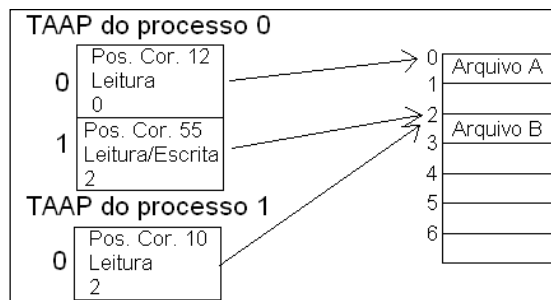 TAAP do processo 0
0
Pos. Cor. 12
Leitura
0
1
Pos. Cor. 55
Leitura/Escrita
2
TAAP do processo 1
0
Pos. Cor. 10
Leitura
2
0
Arquivo A
1
2
Arquivo B
3
4
5
6